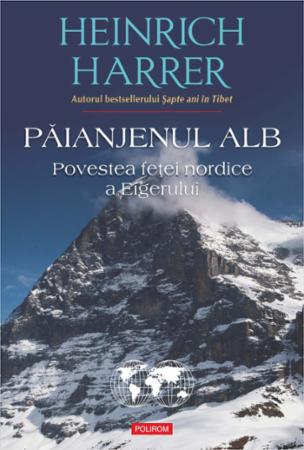 HEINRICH
HARRER
Autorul bestsellerului Șapte ani în Tibet
PĂIANJENUL ALB
Povestea feței nordice
a Eigerului
POLIROM